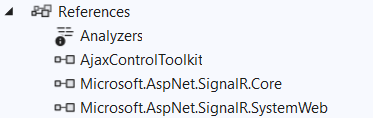 References
Analyzers
AjaxControlToolkit
Microsoft.AspNet.SignalR.Core
Microsoft.AspNet.SignalR.SystemWeb